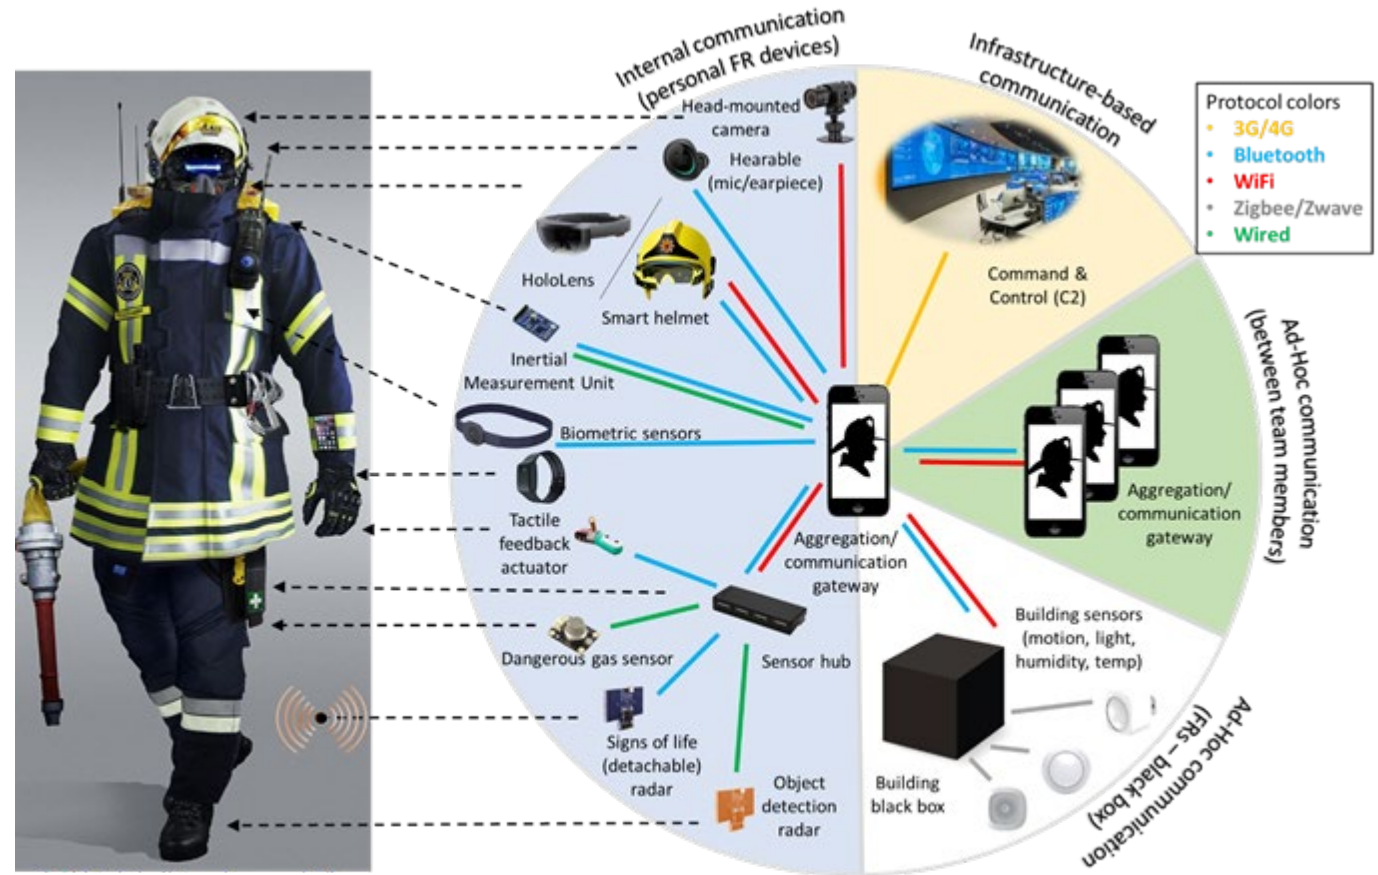 Internal communication
(personal FR devices)
Infrastructure-based
communication
Protocol colors
• 3G/4G
• Bluetooth
• WiFi
• Zigbee/Zwave
• Wired
Head-mounted
camera
Hearable
(mic/earpiece)
HoloLens
Smart helmet
Inertial
Measurement Unit
Biometric sensors
Tactile
feedback
actuator
Dangerous gas sensor
Sensor hub
Signs of life
(detachable)
radar
Object
detection
radar
Aggregation/
communication
gateway
Command &
Control (C2)
Ad-Hoc communication
(between team members)
Aggregation/
communication
gateway
Building sensors
(motion, light,
humidity, temp)
Building
black box
Ad-Hoc communication
(FRs – black box)